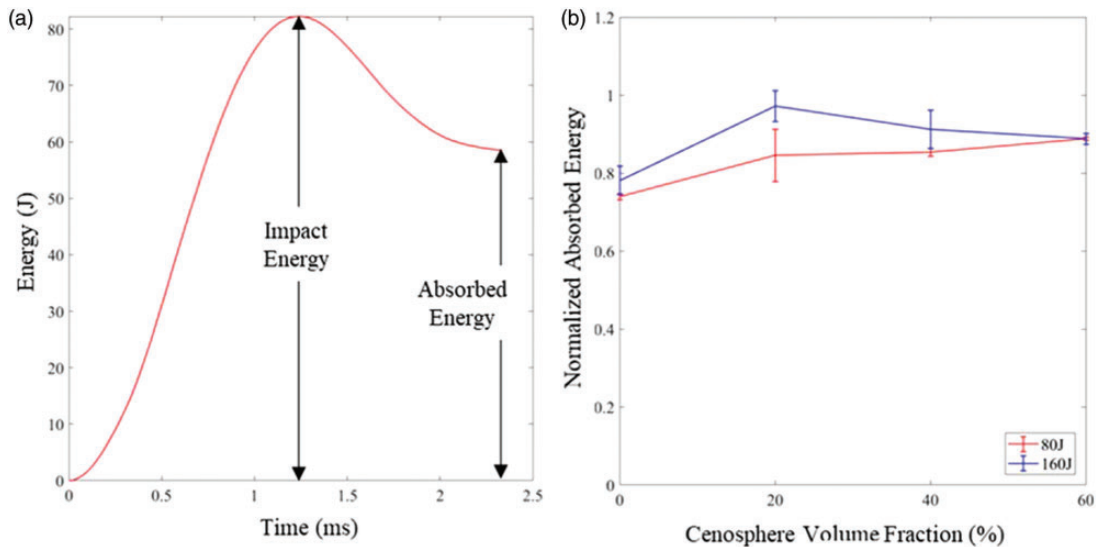 (a)
80
70
60
50
40
30
20
10
0
0
0.5
1
1.5
2
2.5
Energy (J)
Time (ms)
Impact
Energy
Absorbed
Energy
(b)
1.2
1
0.8
0.6
0.4
0.2
0
0
20
40
60
Normalized Absorbed Energy
Cenosphere Volume Fraction (%)
80J
160J